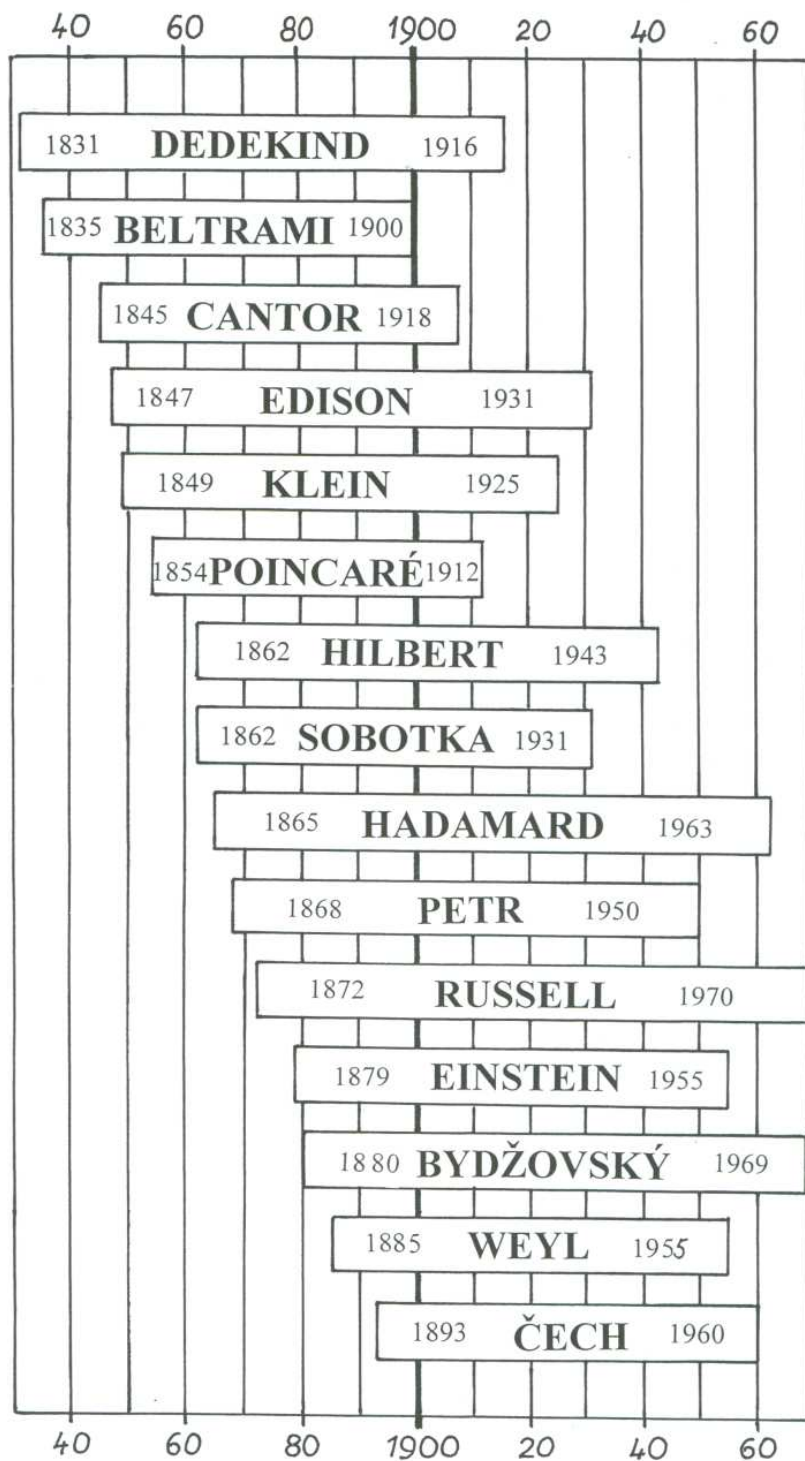 40 60 80 1900 20 40 60
1831 DEDEKIND 1916
1835 BELTRAMI 1900
1845 CANTOR 1918
1847 EDISON 1931
1849 KLEIN 1925
1854 POINCARÉ 1912
1862 HILBERT 1943
1862 SOBOTKA 1931
1865 HADAMARD 1963
1868 PETR 1950
1872 RUSSELL 1970
1879 EINSTEIN 1955
1880 BYDŽOVSKÝ 1969
1885 WEYL 1955
1893 ČECH 1960
40 60 80 1900 20 40 60